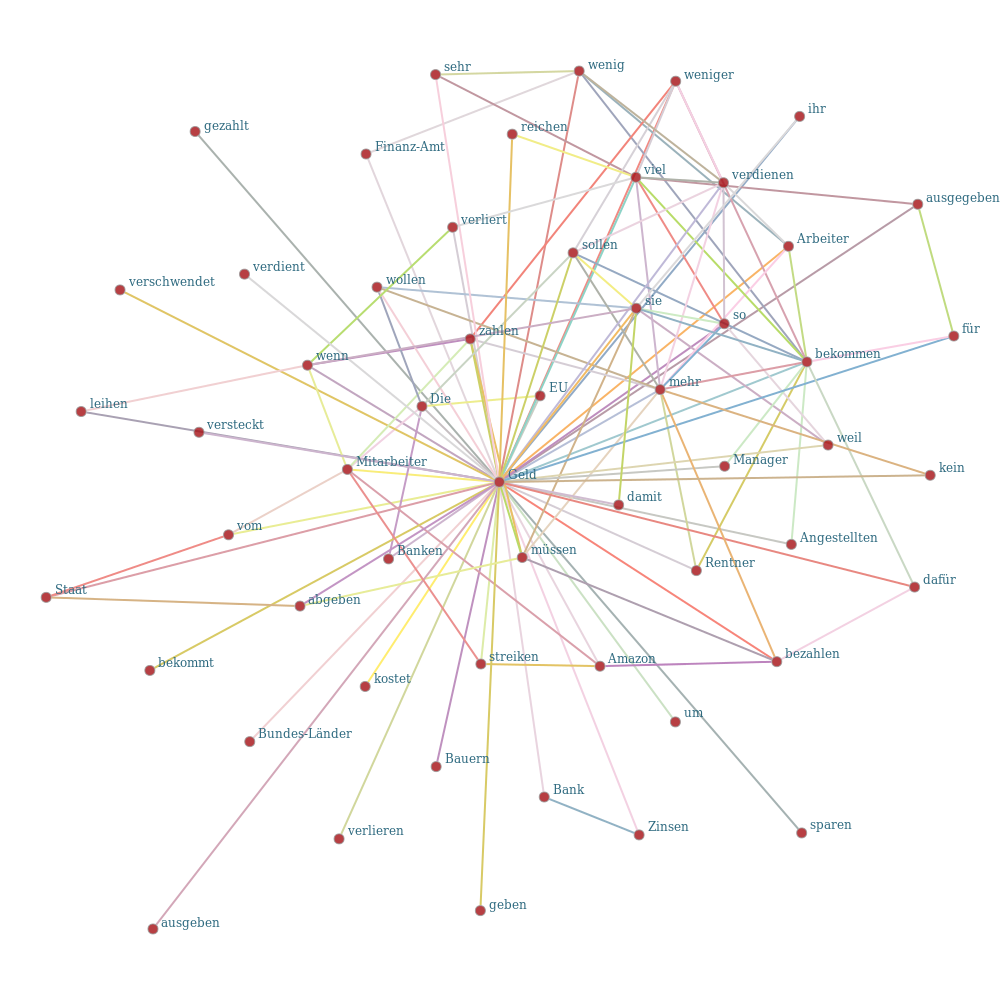 sehr
wenig
weniger
ihr
gezahlt
reichen
Finanz-Amt
viel
verdienen
ausgegeben
verliert
sollen
Arbeiter
verdient
wollen
verschwendet
sie
so
für
zahlen
wenn
bekommen
EU
mehr
leihen
Die
versteckt
weil
Mitarbeiter
Manager
Geld
kein
damit
vom
Angestellten
Banken
müssen
Rentner
dafür
Staat
abgeben
bekommt
streiken
Amazon
bezahlen
kostet
um
Bundes-Länder
Bauern
Bank
Zinsen
sparen
verlieren
geben
ausgeben